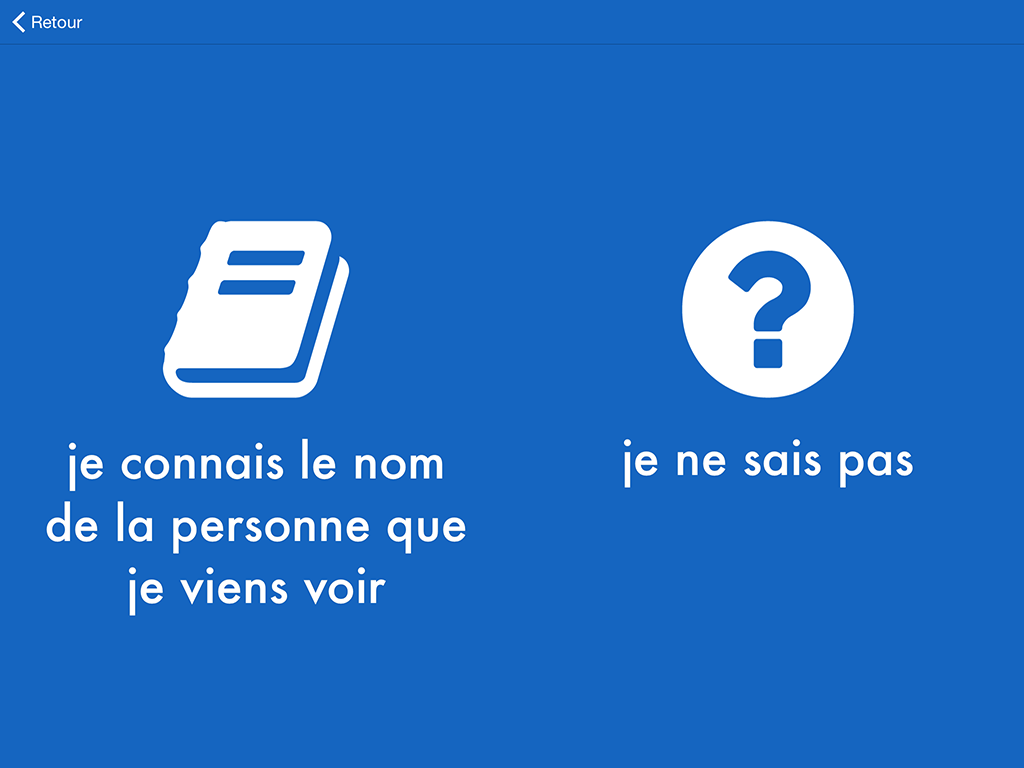 Retour
je connais le nom
de la personne que
je viens voir
je ne sais pas